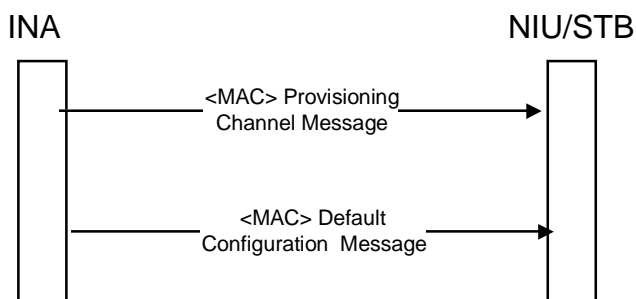 INA
NIU/STB
<MAC> Provisioning
Channel Message
<MAC> Default
Configuration Message